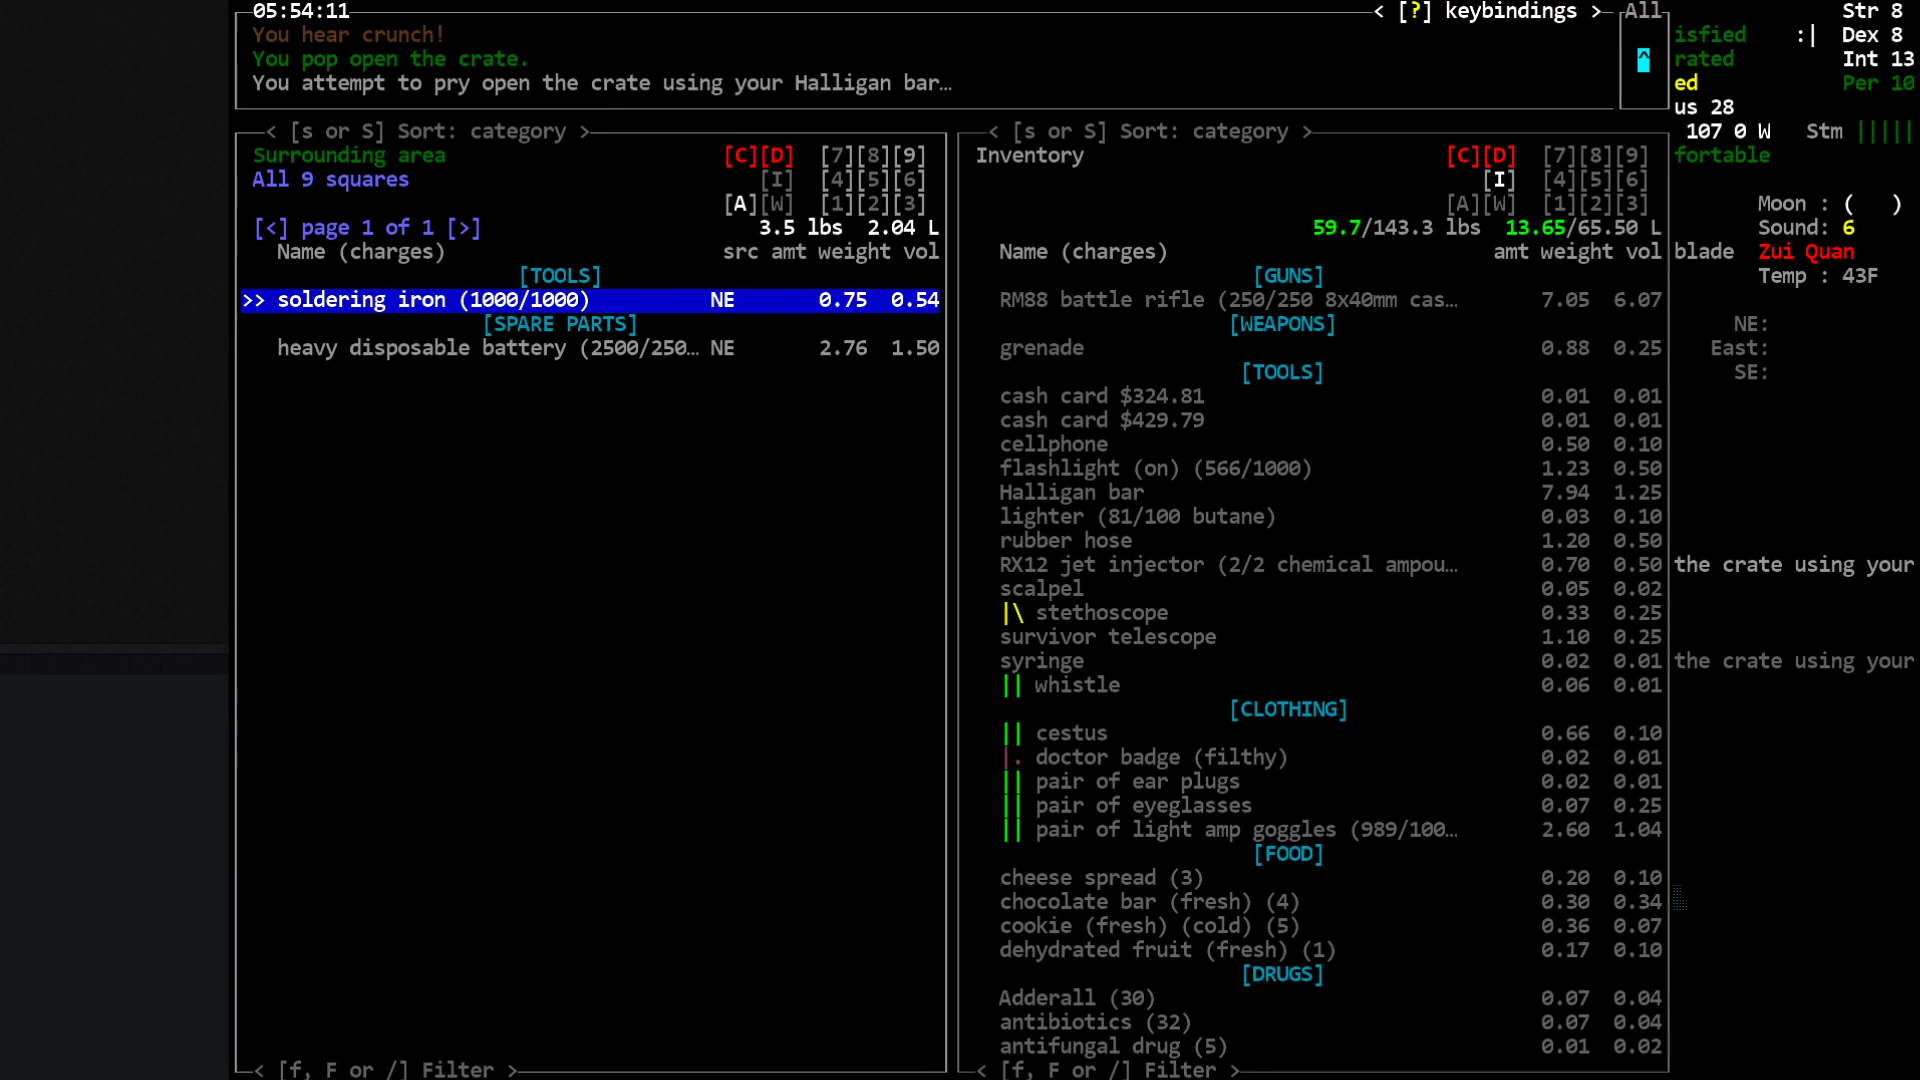 05:54:11 < [?] keybindings > All Str 8
You hear crunch! isfied :| Dex 8
You pop open the crate. ^ rated Int 13
You attempt to pry open the crate using your Halligan bar… ed Per 10
us 28
< [s or S] Sort: category > < [s or S] Sort: category > 107 0 W Stm |||||
Surrounding area [C][D] [7][8][9] Inventory [C][D] [7][8][9] fortable
All 9 squares [I] [4][5][6] [I] [4][5][6]
[A][W] [1][2][3] [A][W] [1][2][3] Moon : ( )
[<] page 1 of 1 [>] 3.5 lbs 2.04 L 59.7/143.3 lbs 13.65/65.50 L Sound: 6
Name (charges) src amt weight vol Name (charges) amt weight vol blade Zui Quan
[TOOLS] [GUNS] Temp : 43F
>> soldering iron (1000/1000) NE 0.75 0.54 RM88 battle rifle (250/250 8x40mm cas… 7.05 6.07
[SPARE PARTS] [WEAPONS] NE:
heavy disposable battery (2500/250… NE 2.76 1.50 grenade 0.88 0.25 East:
[TOOLS] SE:
cash card $324.81 0.01 0.01
cash card $429.79 0.01 0.01
cellphone 0.50 0.10
flashlight (on) (566/1000) 1.23 0.50
Halligan bar 7.94 1.25
lighter (81/100 butane) 0.03 0.10
rubber hose 1.20 0.50
RX12 jet injector (2/2 chemical ampou… 0.70 0.50 the crate using your
scalpel 0.05 0.02
|\ stethoscope 0.33 0.25
survivor telescope 1.10 0.25
syringe 0.02 0.01 the crate using your
|| whistle 0.06 0.01
[CLOTHING]
|| cestus 0.66 0.10
|. doctor badge (filthy) 0.02 0.01
|| pair of ear plugs 0.02 0.01
|| pair of eyeglasses 0.07 0.25
|| pair of light amp goggles (989/100… 2.60 1.04
[FOOD]
cheese spread (3) 0.20 0.10
chocolate bar (fresh) (4) 0.30 0.34
cookie (fresh) (cold) (5) 0.36 0.07
dehydrated fruit (fresh) (1) 0.17 0.10
[DRUGS]
Adderall (30) 0.07 0.04
antibiotics (32) 0.07 0.04
antifungal drug (5) 0.01 0.02
< [f, F or /] Filter > < [f, F or /] Filter >